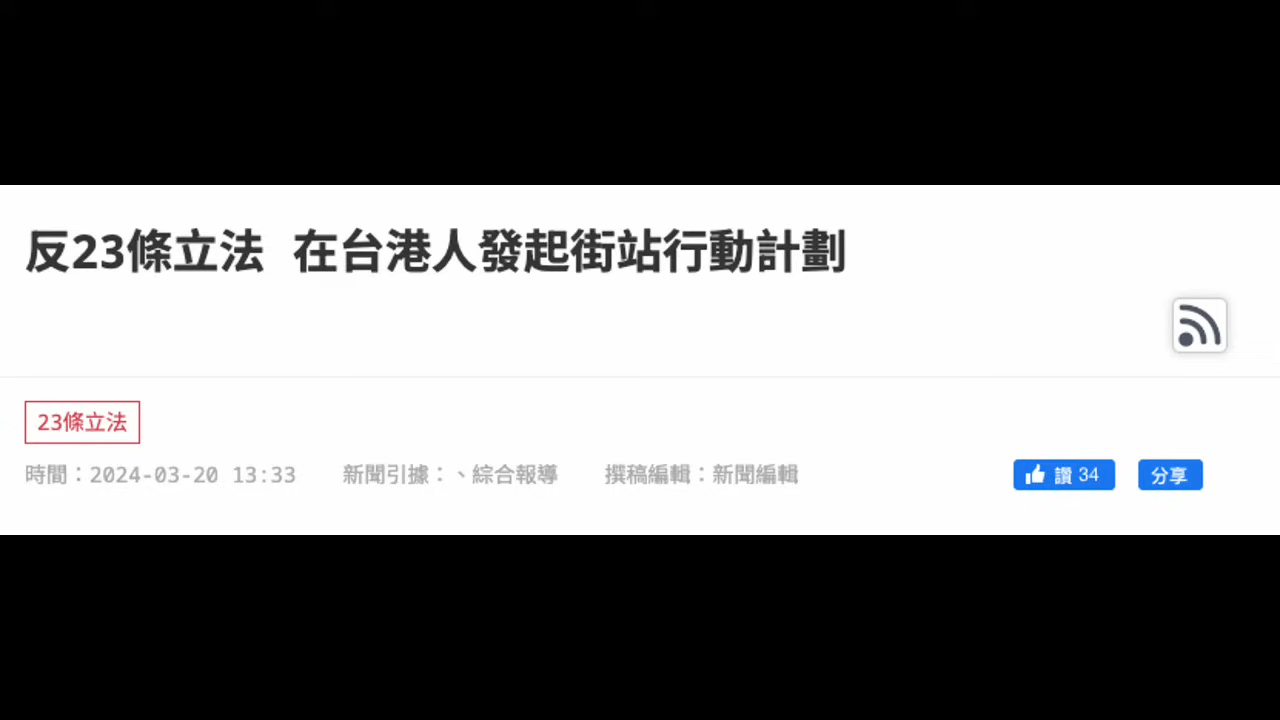 反23條立法 在台港人發起街站行動計劃
23條立法
時間：2024-03-20 13:33 新聞引據：、綜合報導 撰稿編輯：新聞編輯 讚 34 分享